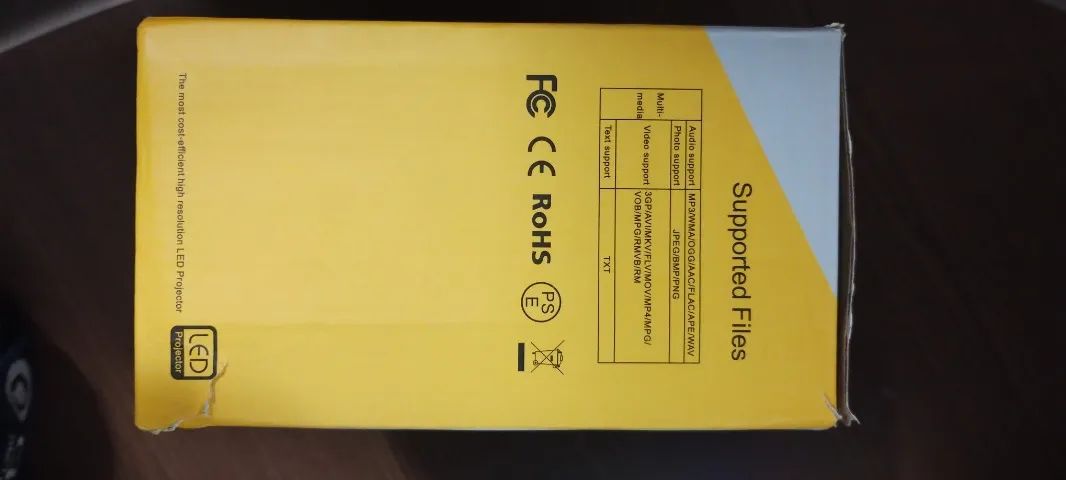 Supported Files
Multi-
media
Audio support
MP3/WMA/OGG/AAC/FLAC/APE/WAV
Photo support
JPEG/BMP/PNG
Video support
3GP/AVI/MKV/FLV/MOV/MP4/MPG/
VOB/MPG/RMVB/RM
Text support
TXT
FC CE RoHS PSE
The most cost-efficient high resolution LED Projector
LED
Projector